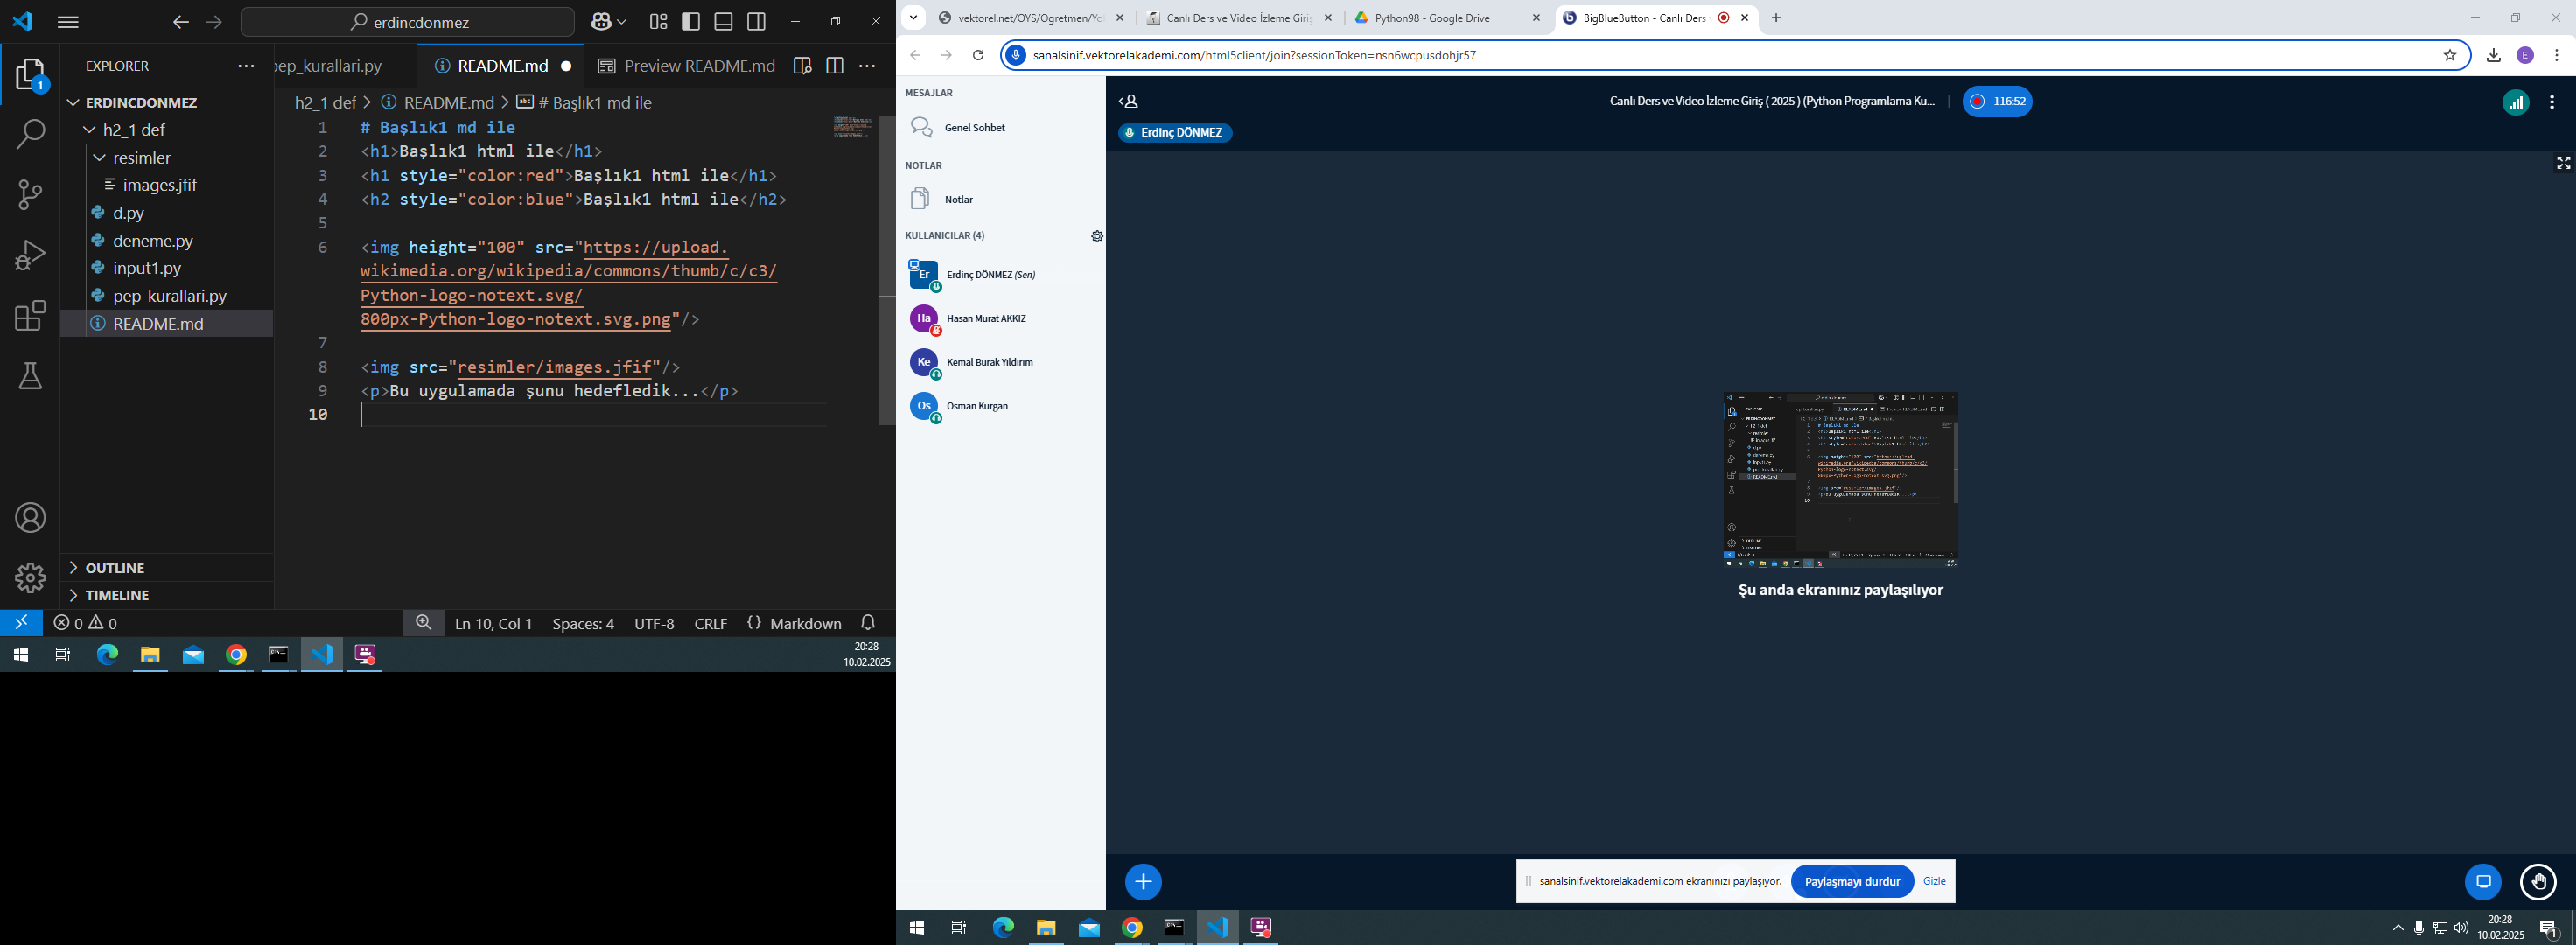 erdincdonmez
EXPLORER
pep_kurallari.py
README.md
Preview README.md
ERDINCDONMEZ
h2_1 def
resimler
images.jfif
d.py
deneme.py
input1.py
pep_kurallari.py
README.md
OUTLINE
TIMELINE
h2_1 def > README.md > # Başlık1 md ile
1 # Başlık1 md ile
2 <h1>Başlık1 html ile</h1>
3 <h1 style="color:red">Başlık1 html ile</h1>
4 <h2 style="color:blue">Başlık1 html ile</h2>
5
6 <img height="100" src="https://upload.
wikimedia.org/wikipedia/commons/thumb/c/c3/
Python-logo-notext.svg/
800px-Python-logo-notext.svg.png"/>
7
8 <img src="resimler/images.jfif"/>
9 <p>Bu uygulamada şunu hedefledik...</p>
10
0 0
Ln 10, Col 1 Spaces: 4 UTF-8 CRLF {} Markdown
20:28
10.02.2025
vektorel.net/OYS/Ogretmen/Yo
Canlı Ders ve Video İzleme Giriş
Python98 - Google Drive
BigBlueButton - Canlı Ders
sanalsinif.vektorelakademi.com/html5client/join?sessionToken=nsn6wcpusdohjr57
E
MESAJLAR
Genel Sohbet
NOTLAR
Notlar
KULLANICILAR (4)
Er Erdinç DÖNMEZ (Sen)
Ha Hasan Murat AKKIZ
Ke Kemal Burak Yıldırım
Os Osman Kurgan
Canlı Ders ve Video İzleme Giriş ( 2025 ) (Python Programlama Ku... | 116:52
Erdinç DÖNMEZ
Şu anda ekranınız paylaşılıyor
sanalsinif.vektorelakademi.com ekranınızı paylaşıyor. Paylaşmayı durdur Gizle
20:28
10.02.2025
1